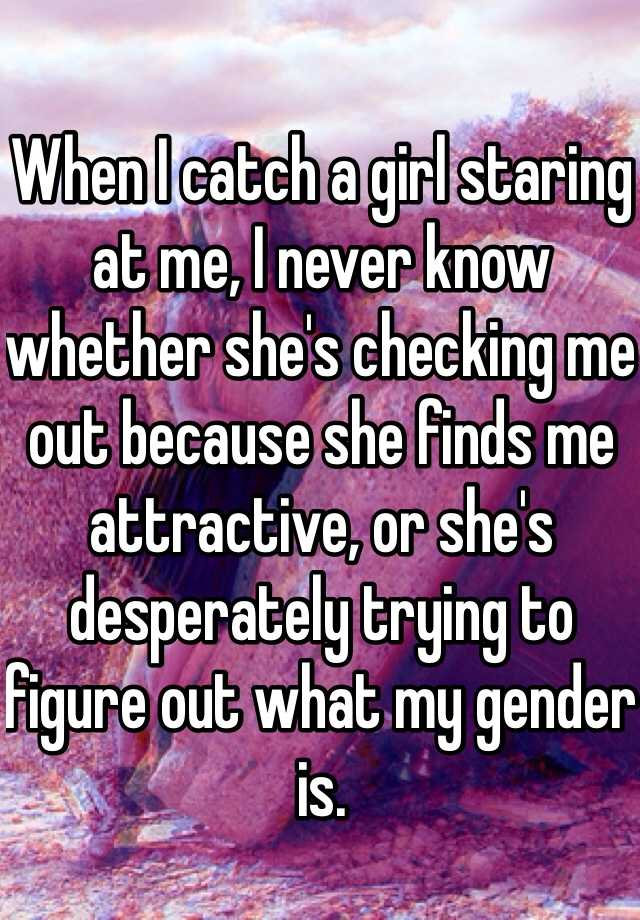 When I catch a girl staring
at me, I never know
whether she's checking me
out because she finds me
attractive, or she's
desperately trying to
figure out what my gender
is.